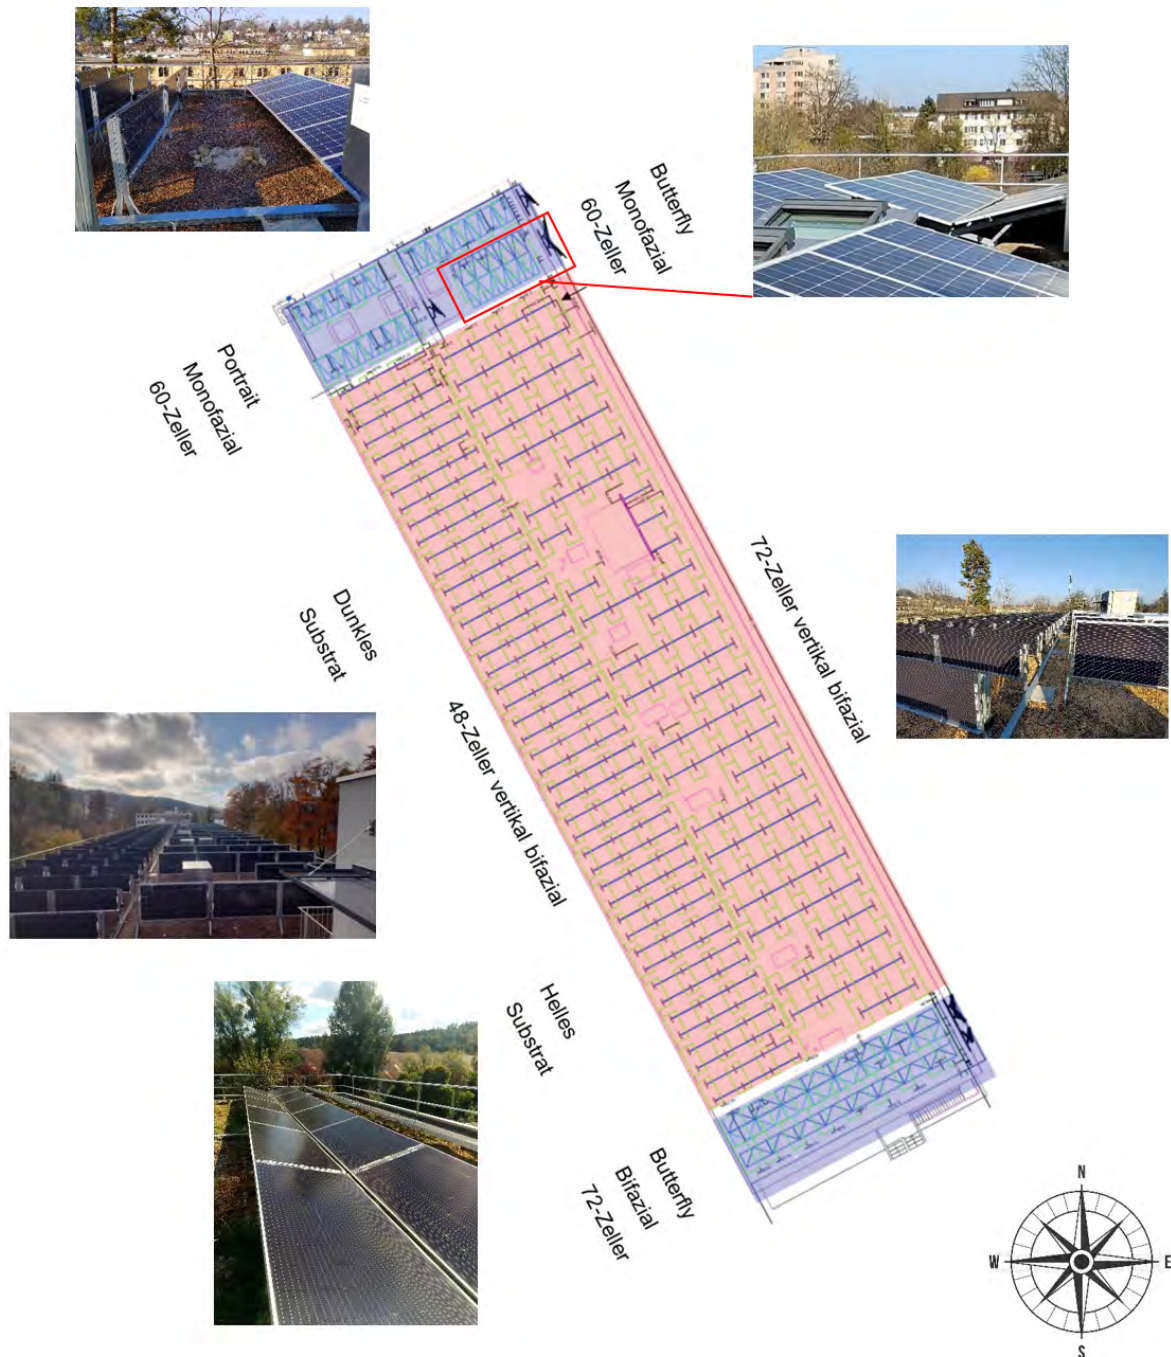 Butterfly
Monofazial
60-Zeller
Portrait
Monofazial
60-Zeller
Dunkles
Substrat
72-Zeller vertikal bifazial
48-Zeller vertikal bifazial
Helles
Substrat
Butterfly
Bifazial
72-Zeller
N
W
E
S